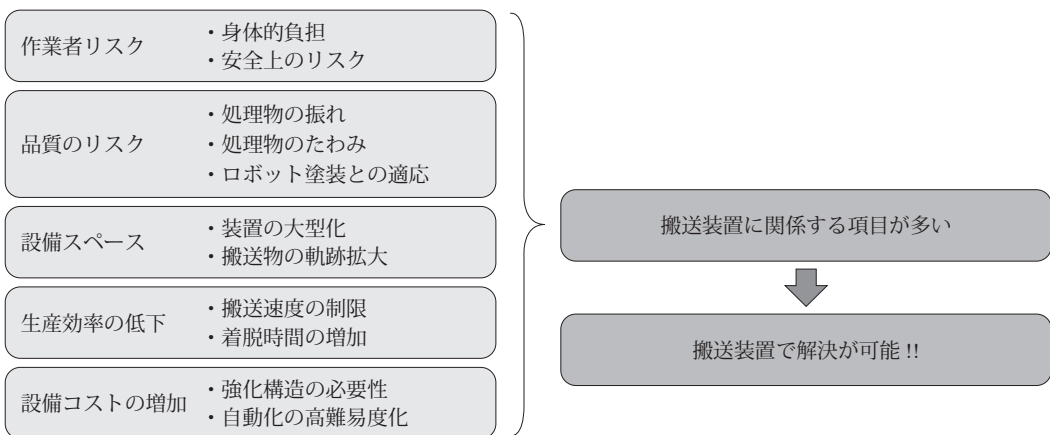 作業者リスク
・身体的負担
・安全上のリスク
品質のリスク
・処理物の振れ
・処理物のたわみ
・ロボット塗装との適応
設備スペース
・装置の大型化
・搬送物の軌跡拡大
生産効率の低下
・搬送速度の制限
・着脱時間の増加
設備コストの増加
・強化構造の必要性
・自動化の高難易度化
搬送装置に関係する項目が多い
搬送装置で解決が可能 !!